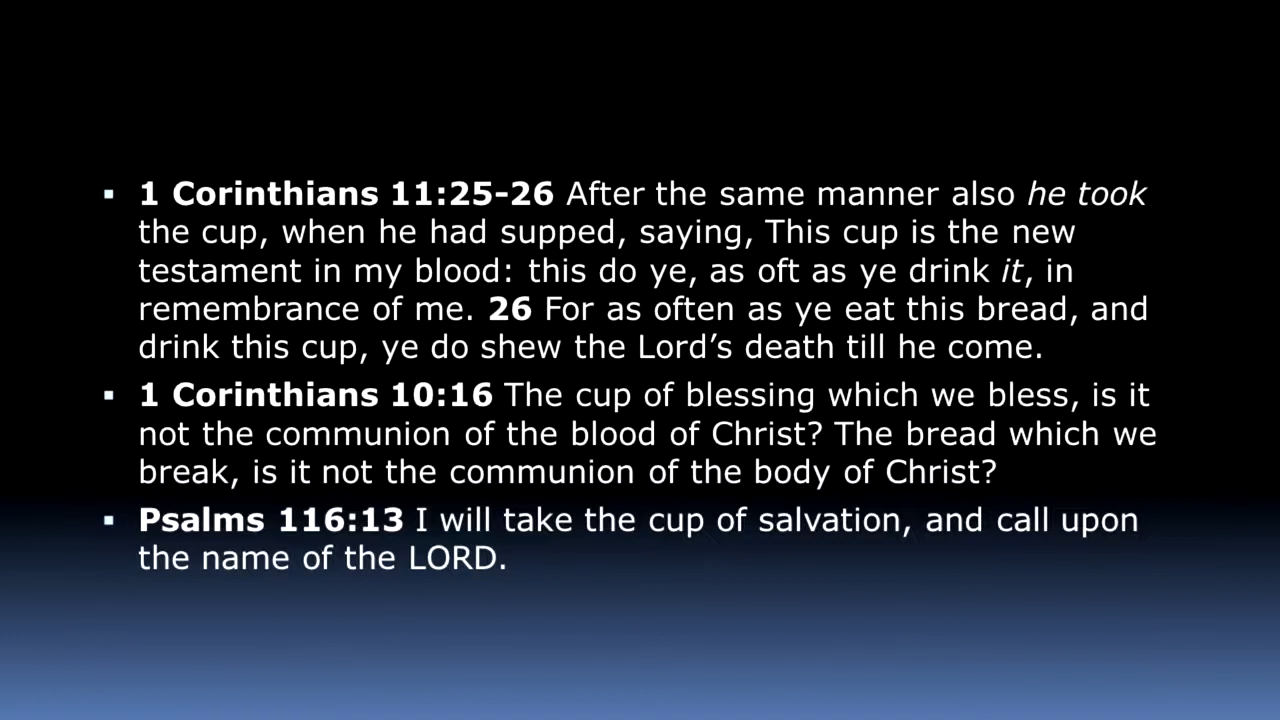 ▪ 1 Corinthians 11:25-26 After the same manner also he took
the cup, when he had supped, saying, This cup is the new
testament in my blood: this do ye, as oft as ye drink it, in
remembrance of me. 26 For as often as ye eat this bread, and
drink this cup, ye do shew the Lord’s death till he come.
▪ 1 Corinthians 10:16 The cup of blessing which we bless, is it
not the communion of the blood of Christ? The bread which we
break, is it not the communion of the body of Christ?
▪ Psalms 116:13 I will take the cup of salvation, and call upon
the name of the LORD.